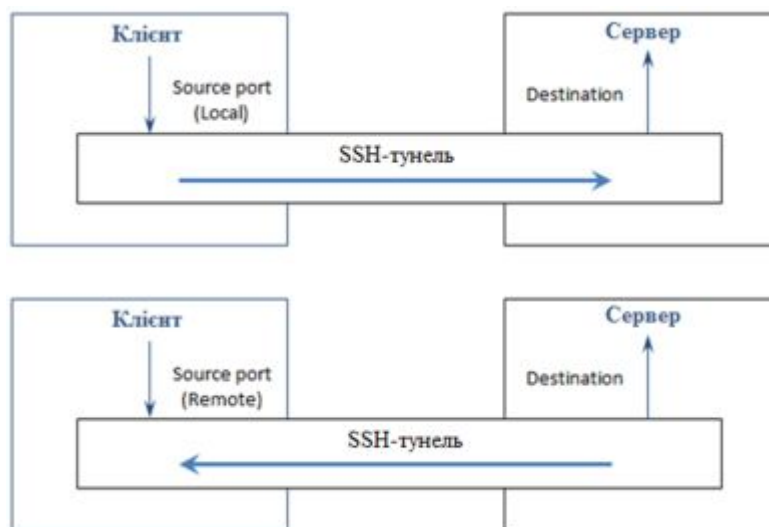 Клієнт
Сервер
Source port
(Local)
Destination
SSH-тунель
Клієнт
Сервер
Source port
(Remote)
Destination
SSH-тунель